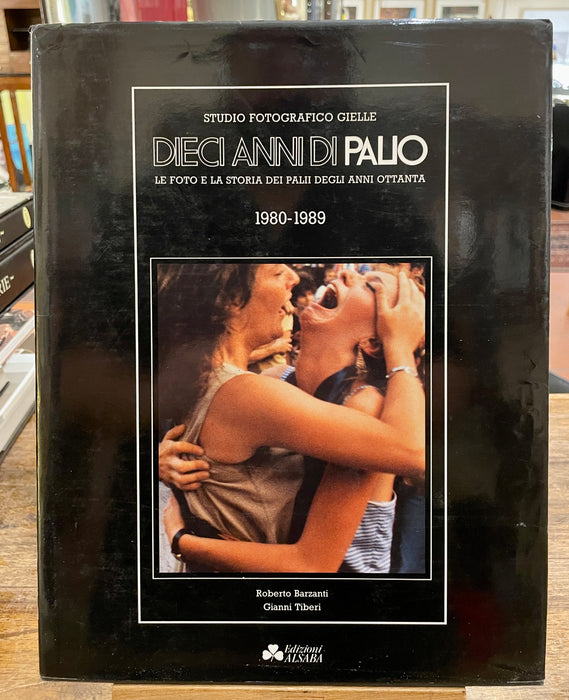 STUDIO FOTOGRAFICO GIELLE
DIECI ANNI DI PALIO
LE FOTO E LA STORIA DEI PALII DEGLI ANNI OTTANTA
1980-1989
Roberto Barzanti
Gianni Tiberi
Edizioni
ALSABA